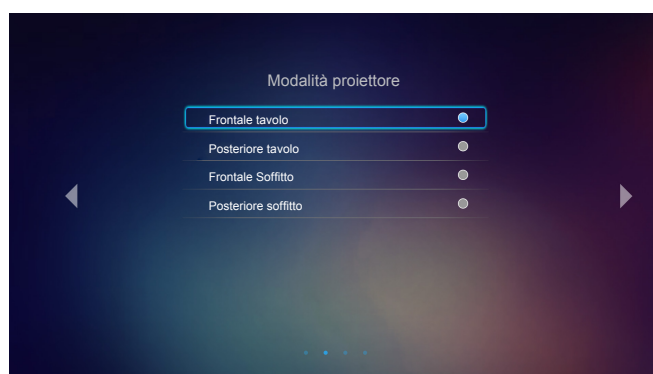 Modalità proiettore
Frontale tavolo
Posteriore tavolo
Frontale Soffitto
Posteriore soffitto